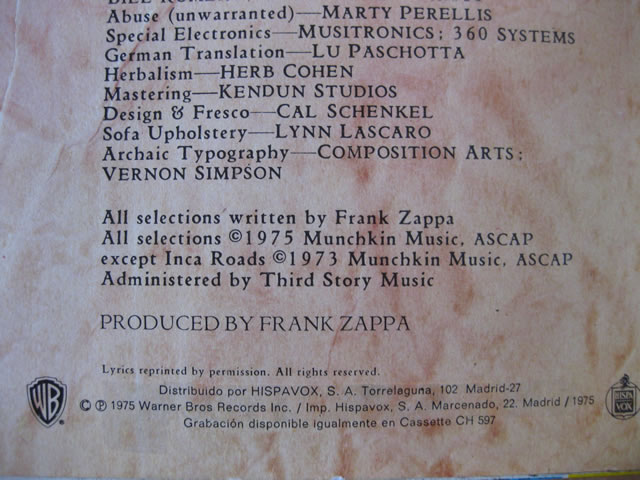 Abuse (unwarranted)—MARTY PERELLIS
Special Electronics—MUSITRONICS; 360 SYSTEMS
German Translation—LU PASCHOTTA
Herbalism—HERB COHEN
Mastering—KENDUN STUDIOS
Design & Fresco—CAL SCHENKEL
Sofa Upholstery—LYNN LASCARO
Archaic Typography—COMPOSITION ARTS;
VERNON SIMPSON
All selections written by Frank Zappa
All selections ©1975 Munchkin Music, ASCAP
except Inca Roads ©1973 Munchkin Music, ASCAP
Administered by Third Story Music
PRODUCED BY FRANK ZAPPA
Lyrics reprinted by permission. All rights reserved.
Distribuido por HISPAVOX, S. A. Torrelaguna, 102 Madrid-27
© ℗ 1975 Warner Bros Records Inc. / Imp. Hispavox, S. A. Marcenado, 22. Madrid / 1975
Grabación disponible igualmente en Cassette CH 597
WB
HISPA
VOX